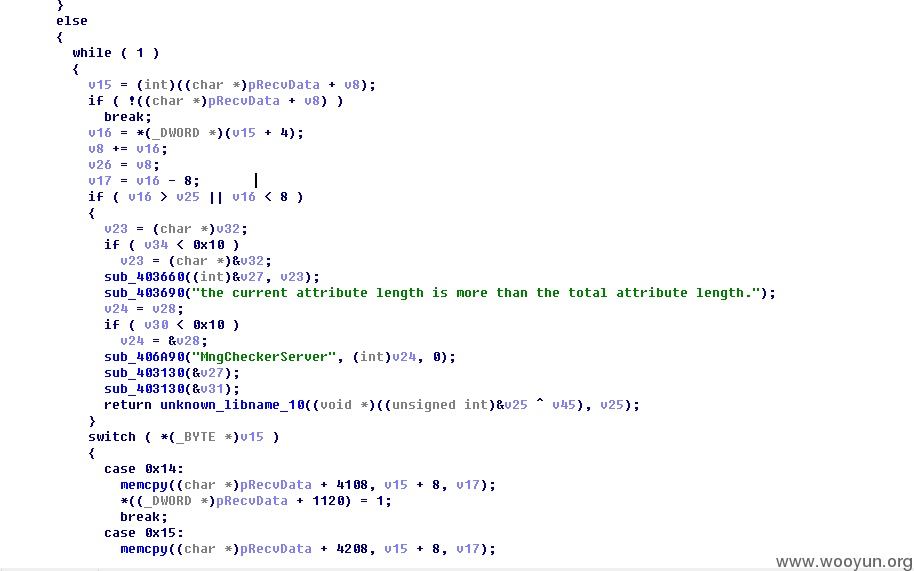 }
else
{
while ( 1 )
{
v15 = (int)((char *)pRecvData + v8);
if ( !((char *)pRecvData + v8) )
break;
v16 = *(_DWORD *)(v15 + 4);
v8 += v16;
v26 = v8;
v17 = v16 - 8;
if ( v16 > v25 || v16 < 8 )
{
v23 = (char *)v32;
if ( v34 < 0x10 )
v23 = (char *)&v32;
sub_403660((int)&v27, v23);
sub_403690("the current attribute length is more than the total attribute length.");
v24 = v28;
if ( v30 < 0x10 )
v24 = &v28;
sub_406A90("MngCheckerServer", (int)v24, 0);
sub_403130(&v27);
sub_403130(&v31);
return unknown_libname_10((void *)((unsigned int)&v25 ^ v45), v25);
}
switch ( *(_BYTE *)v15 )
{
case 0x14:
memcpy((char *)pRecvData + 4108, v15 + 8, v17);
*((_DWORD *)pRecvData + 1120) = 1;
break;
case 0x15:
memcpy((char *)pRecvData + 4208, v15 + 8, v17);
www.wooyun.org